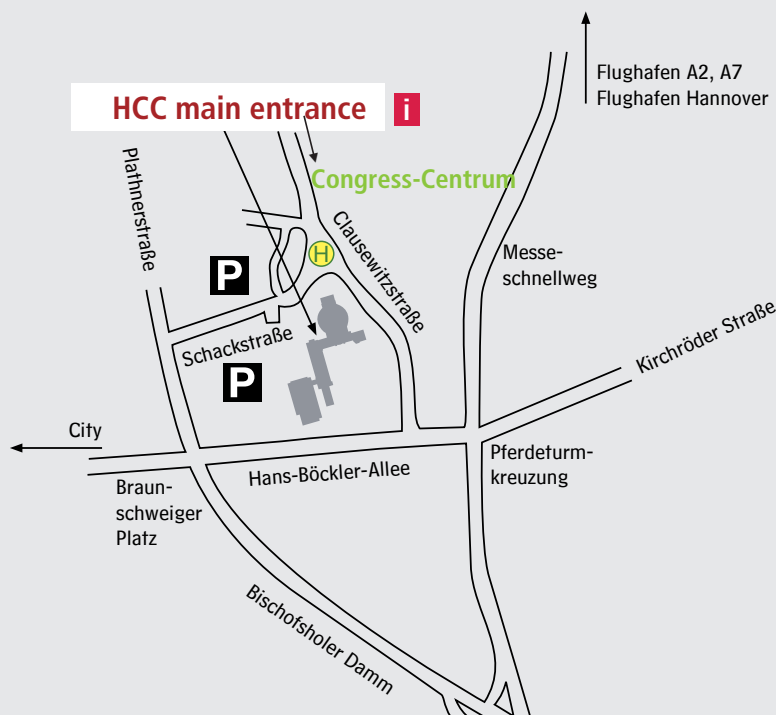 Flughafen A2, A7
Flughafen Hannover
HCC main entrance i
Congress-Centrum
Plathnerstraße
Clausewitzstraße
H
Messe-
schnellweg
P
Schackstraße
P
Kirchröder Straße
City
Hans-Böckler-Allee
Pferdeturm-
kreuzung
Braun-
schweiger
Platz
Bischofsholer Damm